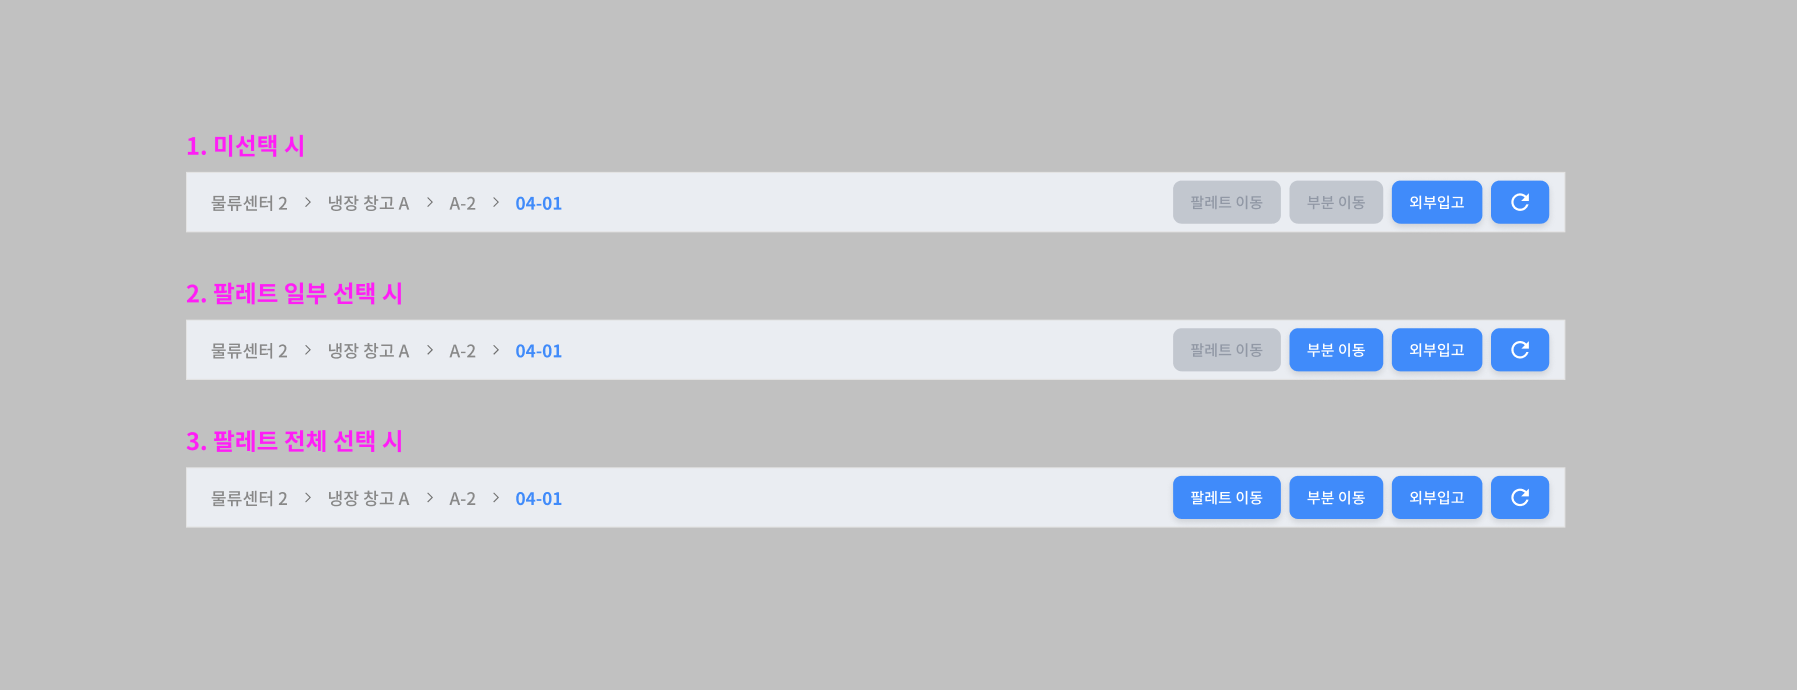 1. 미선택 시
물류센터 2 > 냉장 창고 A > A-2 > 04-01 팔레트 이동 부분 이동 외부입고
2. 팔레트 일부 선택 시
물류센터 2 > 냉장 창고 A > A-2 > 04-01 팔레트 이동 부분 이동 외부입고
3. 팔레트 전체 선택 시
물류센터 2 > 냉장 창고 A > A-2 > 04-01 팔레트 이동 부분 이동 외부입고